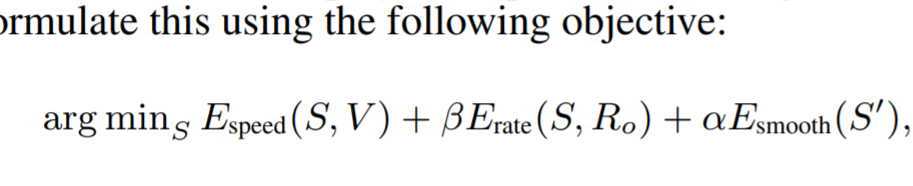 ormulate this using the following objective:
arg min_S E_speed(S, V) + βE_rate(S, R_o) + αE_smooth(S′),